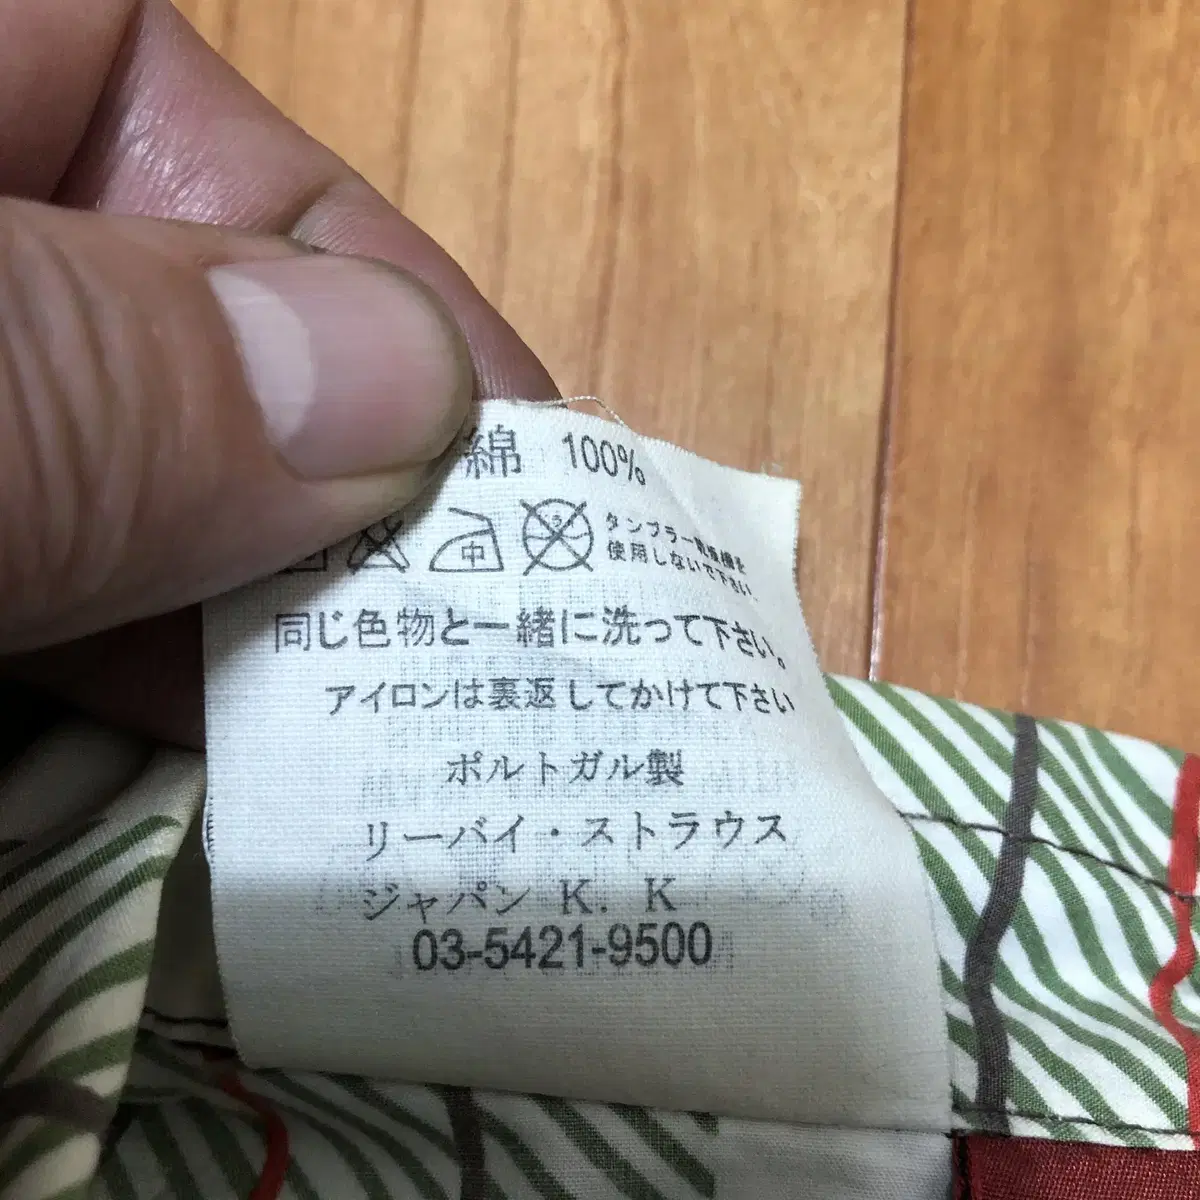 綿 100%
中
タンブラー乾燥機を
使用しないで下さい.
同じ色物と一緒に洗って下さい。
アイロンは裏返してかけて下さい
ポルトガル製
リーバイ・ストラウス
ジャパン K. K
03-5421-9500